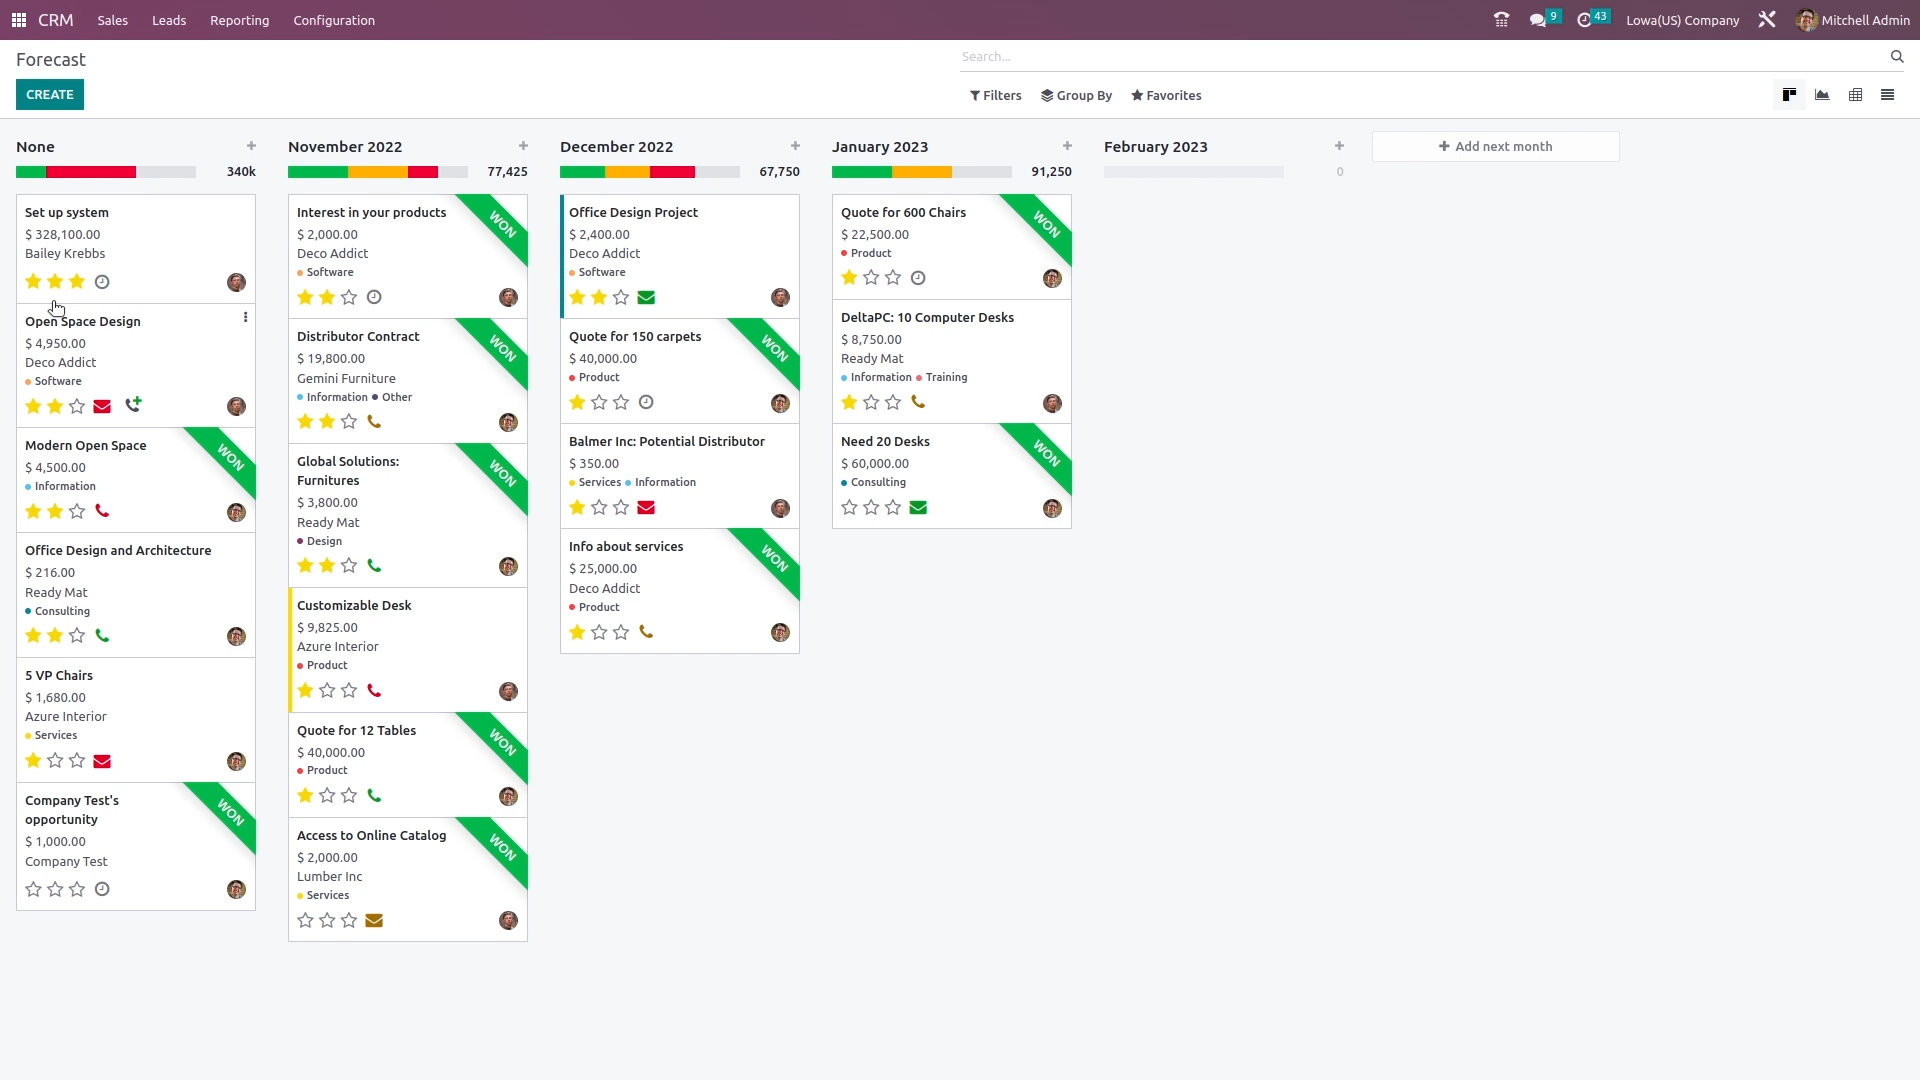 CRM Sales Leads Reporting Configuration 9 43 Lowa(US) Company Mitchell Admin
Forecast
Search...
CREATE
Filters Group By Favorites
None
340k
Set up system
$ 328,100.00
Bailey Krebbs
Open Space Design
$ 4,950.00
Deco Addict
Software
Modern Open Space
WON
$ 4,500.00
Information
Office Design and Architecture
$ 216.00
Ready Mat
Consulting
5 VP Chairs
$ 1,680.00
Azure Interior
Services
Company Test's
opportunity
WON
$ 1,000.00
Company Test
November 2022
77,425
Interest in your products
WON
$ 2,000.00
Deco Addict
Software
Distributor Contract
WON
$ 19,800.00
Gemini Furniture
Information Other
Global Solutions:
Furnitures
WON
$ 3,800.00
Ready Mat
Design
Customizable Desk
$ 9,825.00
Azure Interior
Product
Quote for 12 Tables
WON
$ 40,000.00
Product
Access to Online Catalog
WON
$ 2,000.00
Lumber Inc
Services
December 2022
67,750
Office Design Project
$ 2,400.00
Deco Addict
Software
Quote for 150 carpets
WON
$ 40,000.00
Product
Balmer Inc: Potential Distributor
$ 350.00
Services Information
Info about services
WON
$ 25,000.00
Deco Addict
Product
January 2023
91,250
Quote for 600 Chairs
WON
$ 22,500.00
Product
DeltaPC: 10 Computer Desks
$ 8,750.00
Ready Mat
Information Training
Need 20 Desks
WON
$ 60,000.00
Consulting
February 2023
0
Add next month